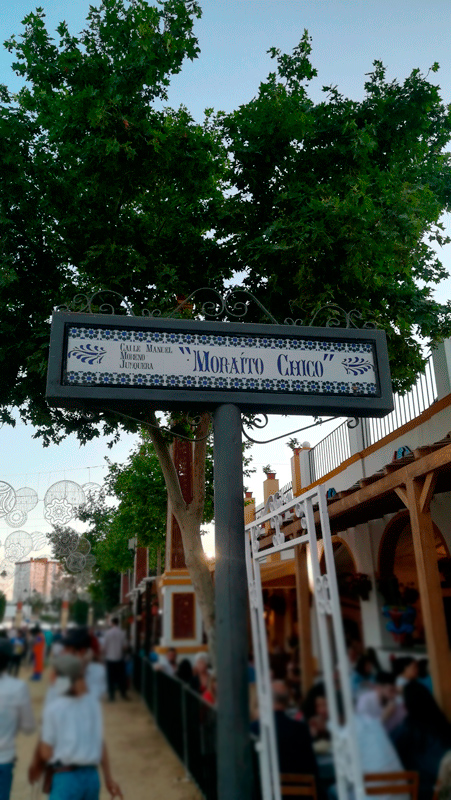 Calle Manuel
Moreno
Junquera
"Moraíto Chico"